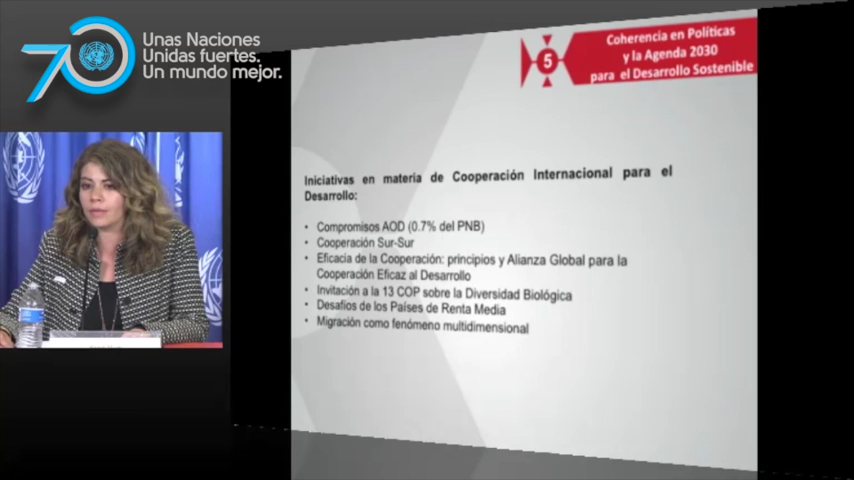 70
Unas Naciones
Unidas fuertes.
Un mundo mejor.
5
Coherencia en Políticas
y la Agenda 2030
para el Desarrollo Sostenible
Iniciativas en materia de Cooperación Internacional para el
Desarrollo:
• Compromisos AOD (0.7% del PNB)
• Cooperación Sur-Sur
• Eficacia de la Cooperación: principios y Alianza Global para la
Cooperación Eficaz al Desarrollo
• Invitación a la 13 COP sobre la Diversidad Biológica
• Desafíos de los Países de Renta Media
• Migración como fenómeno multidimensional